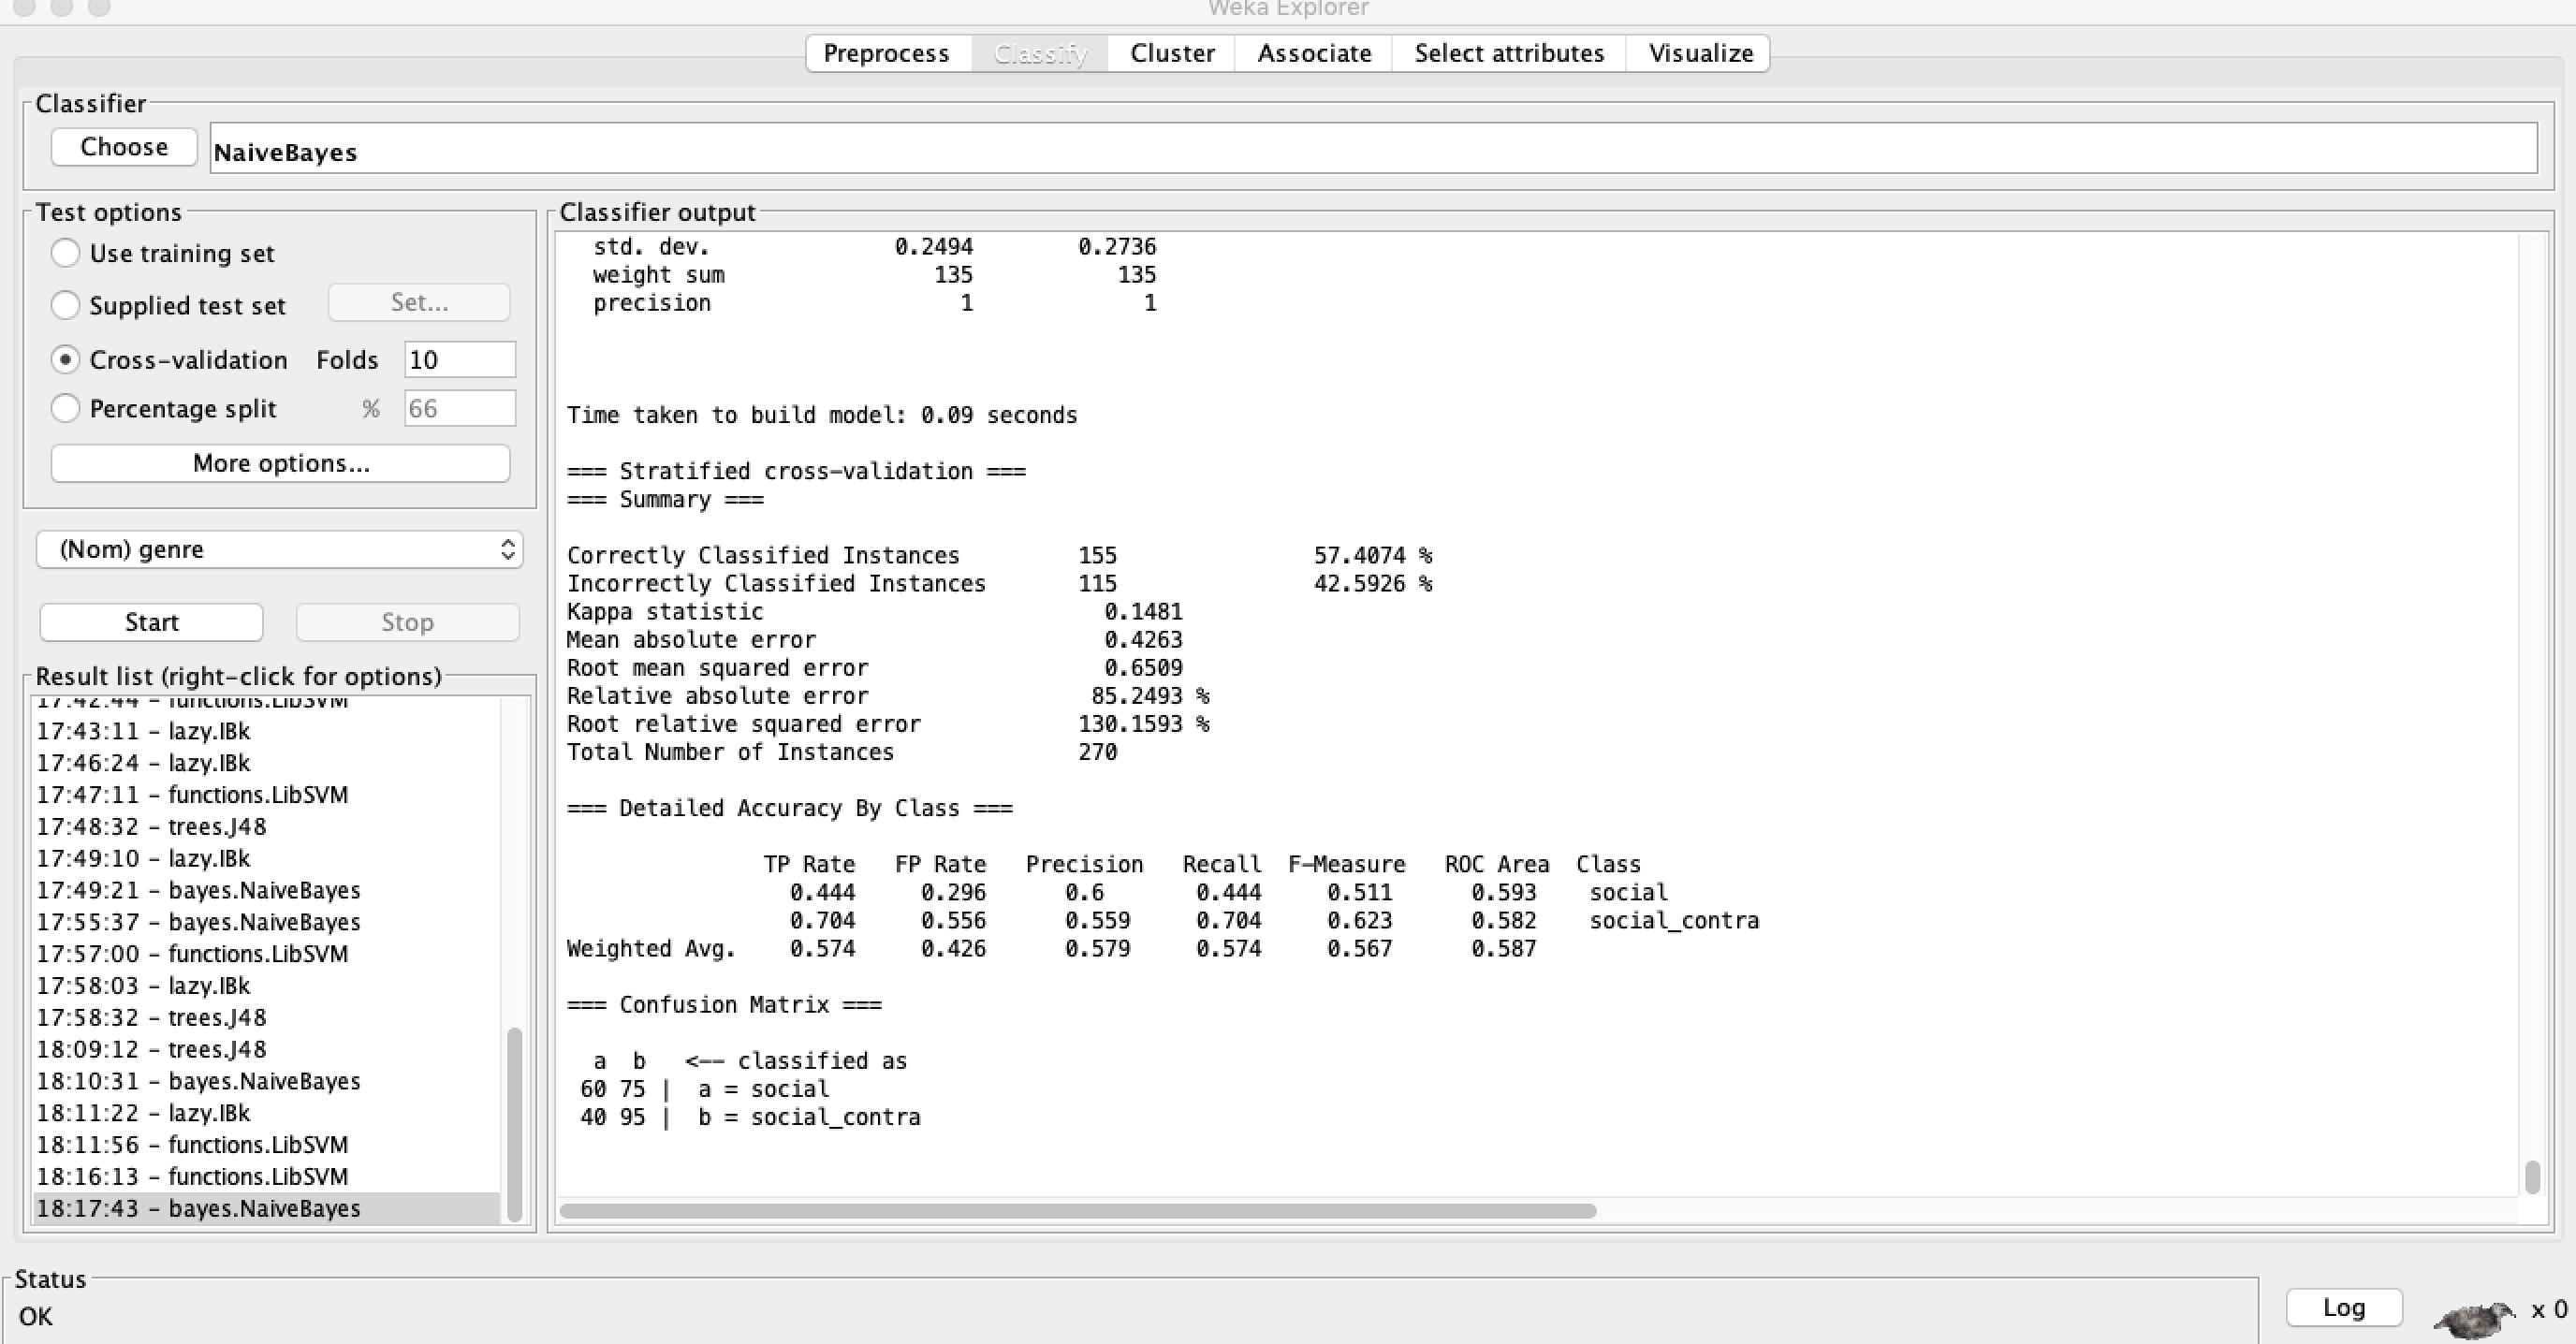 Weka Explorer
Preprocess Classify Cluster Associate Select attributes Visualize
Classifier
Choose NaiveBayes
Test options
Use training set
Supplied test set Set...
Cross-validation Folds 10
Percentage split % 66
More options...
(Nom) genre
Start Stop
Result list (right-click for options)
17:42:44 - functions.LibSVM
17:43:11 - lazy.IBk
17:46:24 - lazy.IBk
17:47:11 - functions.LibSVM
17:48:32 - trees.J48
17:49:10 - lazy.IBk
17:49:21 - bayes.NaiveBayes
17:55:37 - bayes.NaiveBayes
17:57:00 - functions.LibSVM
17:58:03 - lazy.IBk
17:58:32 - trees.J48
18:09:12 - trees.J48
18:10:31 - bayes.NaiveBayes
18:11:22 - lazy.IBk
18:11:56 - functions.LibSVM
18:16:13 - functions.LibSVM
18:17:43 - bayes.NaiveBayes
Classifier output
std. dev. 0.2494 0.2736
weight sum 135 135
precision 1 1
Time taken to build model: 0.09 seconds
=== Stratified cross-validation ===
=== Summary ===
Correctly Classified Instances 155 57.4074 %
Incorrectly Classified Instances 115 42.5926 %
Kappa statistic 0.1481
Mean absolute error 0.4263
Root mean squared error 0.6509
Relative absolute error 85.2493 %
Root relative squared error 130.1593 %
Total Number of Instances 270
=== Detailed Accuracy By Class ===
TP Rate FP Rate Precision Recall F-Measure ROC Area Class
0.444 0.296 0.6 0.444 0.511 0.593 social
0.704 0.556 0.559 0.704 0.623 0.582 social_contra
Weighted Avg. 0.574 0.426 0.579 0.574 0.567 0.587
=== Confusion Matrix ===
a b <-- classified as
60 75 | a = social
40 95 | b = social_contra
Status
OK
Log x 0